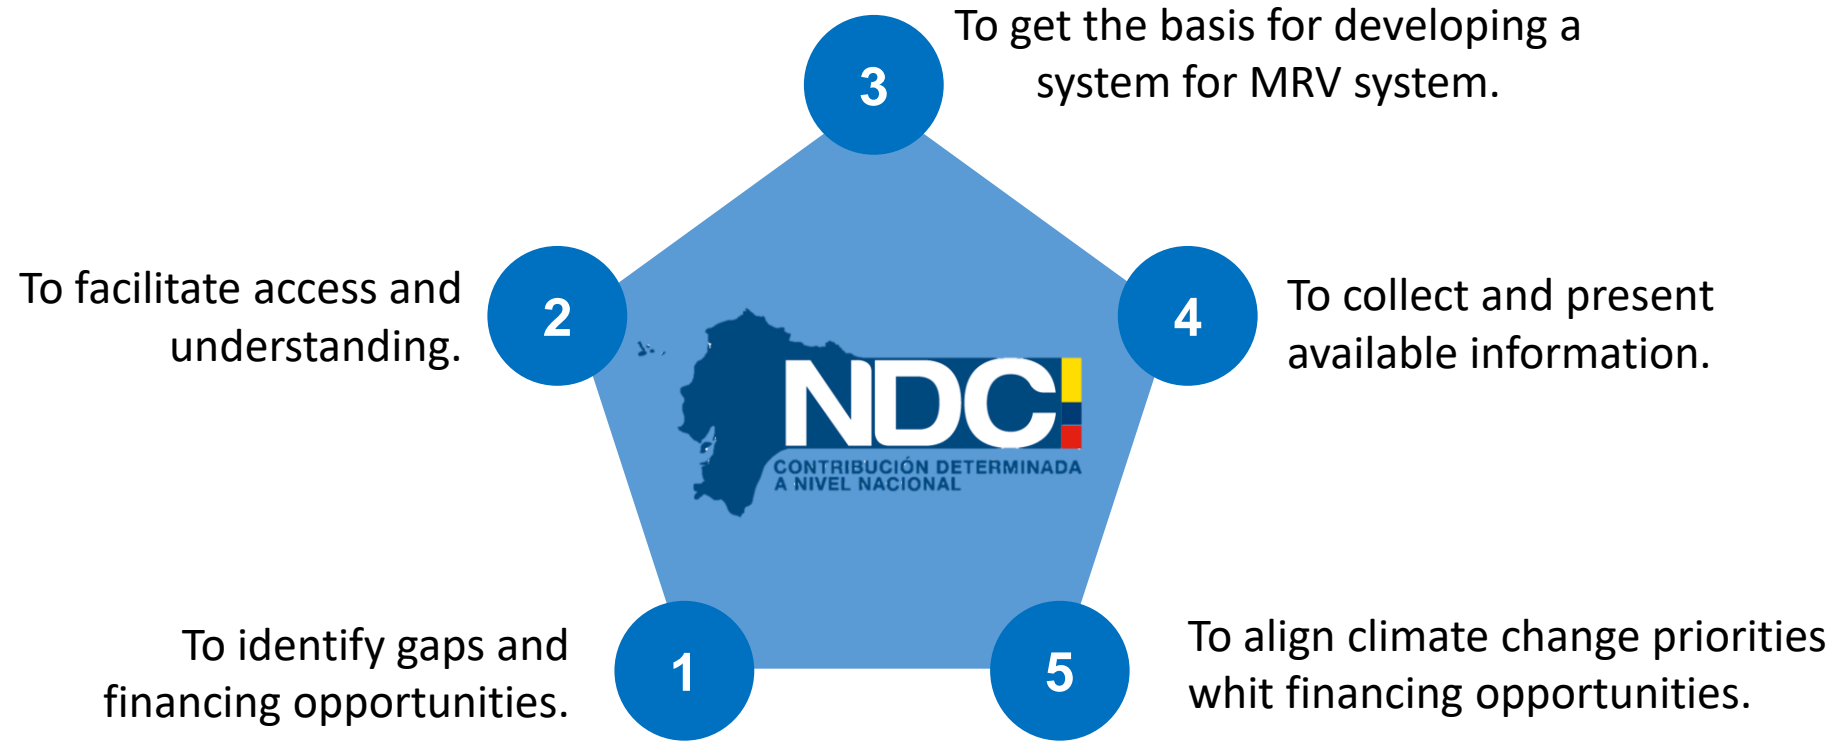 3
To get the basis for developing a
system for MRV system.
To facilitate access and
understanding.
2
4
To collect and present
available information.
NDC
CONTRIBUCIÓN DETERMINADA
A NIVEL NACIONAL
To identify gaps and
financing opportunities.
1
5
To align climate change priorities
whit financing opportunities.